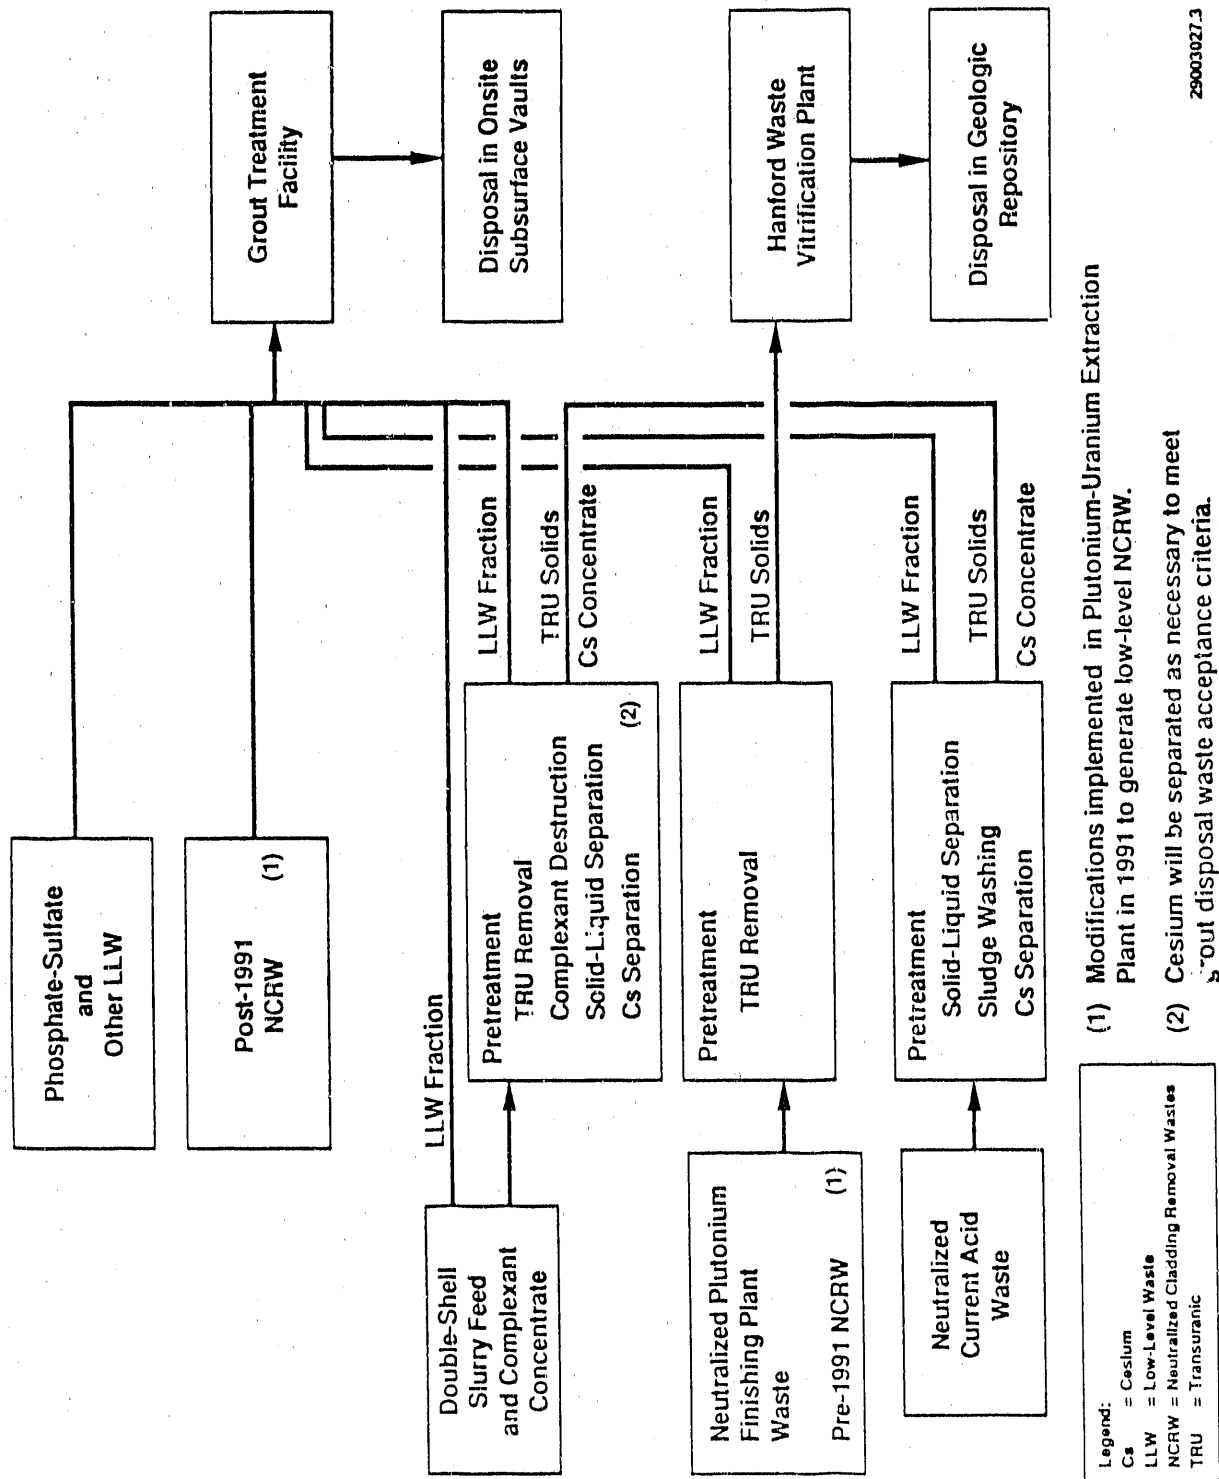 Phosphate-Sulfate
and
Other LLW
Post-1991
NCRW
(1)
LLW Fraction
Double-Shell
Slurry Feed
and Complexant
Concentrate
Pretreatment
TRU Removal
Complexant Destruction
Solid-Liquid Separation
Cs Separation
(2)
LLW Fraction
TRU Solids
Cs Concentrate
Neutralized Plutonium
Finishing Plant
Waste
Pre-1991 NCRW
(1)
Pretreatment
TRU Removal
LLW Fraction
TRU Solids
Neutralized
Current Acid
Waste
Pretreatment
Solid-Liquid Separation
Sludge Washing
Cs Separation
LLW Fraction
TRU Solids
Cs Concentrate
Grout Treatment
Facility
Disposal in Onsite
Subsurface Vaults
Hanford Waste
Vitrification Plant
Disposal in Geologic
Repository
Legend:
Cs = Cesium
LLW = Low-Level Waste
NCRW = Neutralized Cladding Removal Wastes
TRU = Transuranic
(1) Modifications implemented in Plutonium-Uranium Extraction
Plant in 1991 to generate low-level NCRW.
(2) Cesium will be separated as necessary to meet
grout disposal waste acceptance criteria.
29003027.3